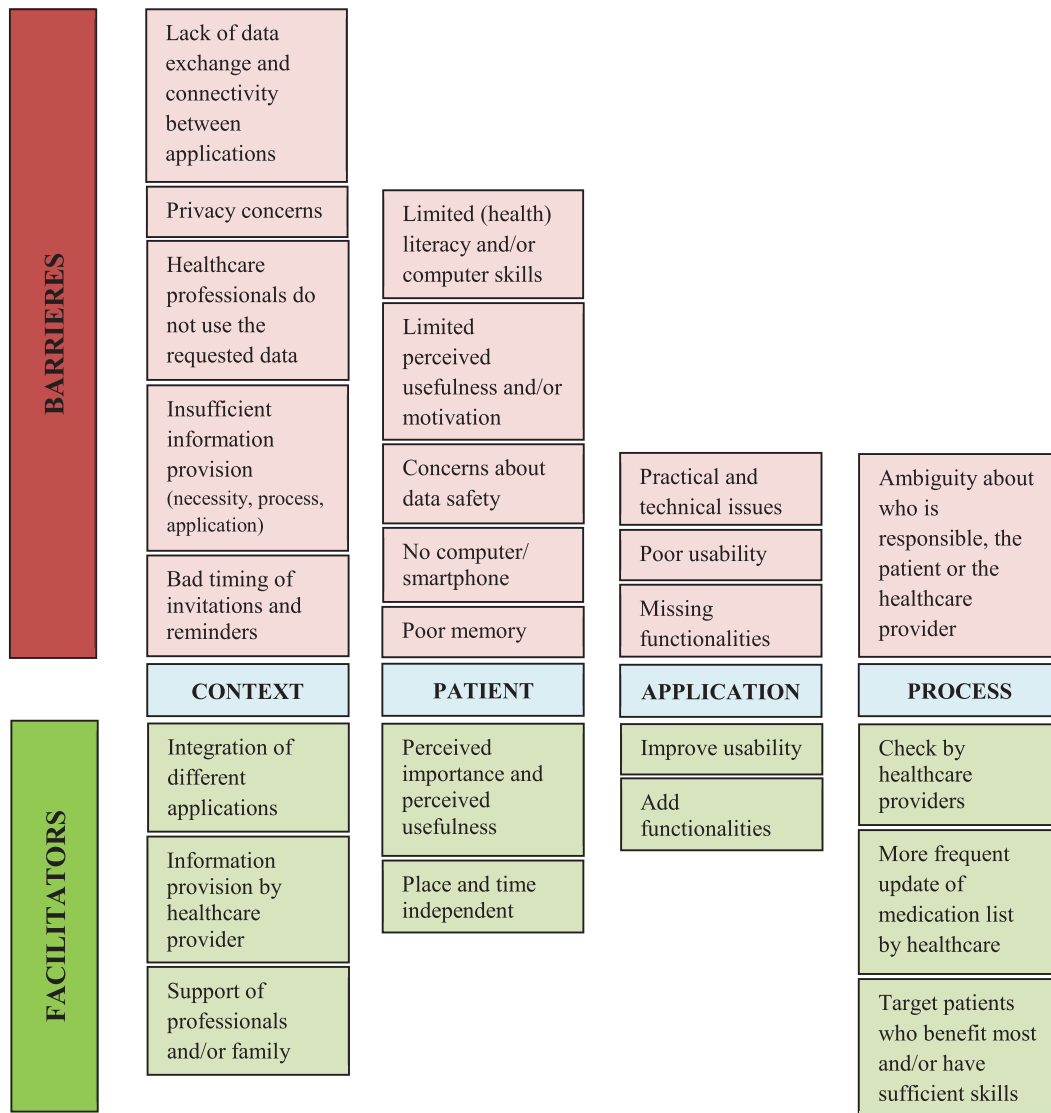 BARRIERES
Lack of data
exchange and
connectivity
between
applications
Privacy concerns
Healthcare
professionals do
not use the
requested data
Insufficient
information
provision
(necessity, process,
application)
Bad timing of
invitations and
reminders
Limited (health)
literacy and/or
computer skills
Limited
perceived
usefulness and/or
motivation
Concerns about
data safety
No computer/
smartphone
Poor memory
Practical and
technical issues
Poor usability
Missing
functionalities
Ambiguity about
who is
responsible, the
patient or the
healthcare
provider
CONTEXT
PATIENT
APPLICATION
PROCESS
FACILITATORS
Integration of
different
applications
Information
provision by
healthcare
provider
Support of
professionals
and/or family
Perceived
importance and
perceived
usefulness
Place and time
independent
Improve usability
Add
functionalities
Check by
healthcare
providers
More frequent
update of
medication list
by healthcare
Target patients
who benefit most
and/or have
sufficient skills